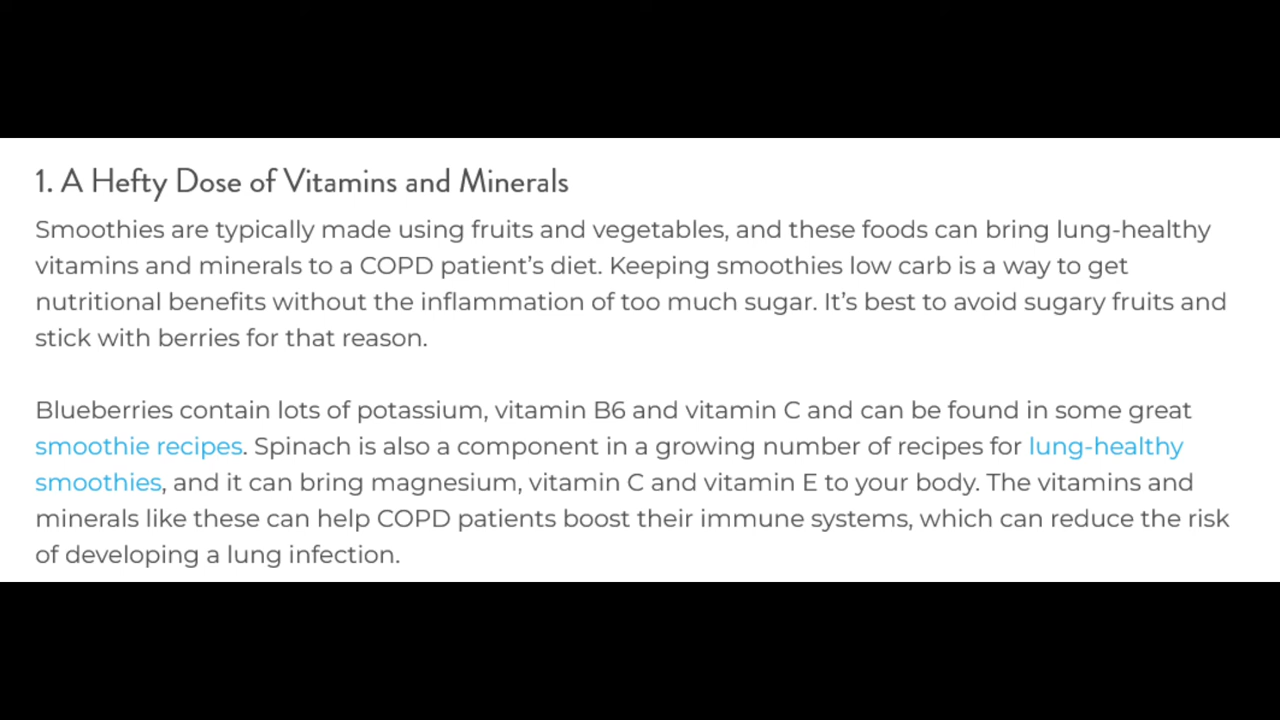 1. A Hefty Dose of Vitamins and Minerals
Smoothies are typically made using fruits and vegetables, and these foods can bring lung-healthy
vitamins and minerals to a COPD patient’s diet. Keeping smoothies low carb is a way to get
nutritional benefits without the inflammation of too much sugar. It’s best to avoid sugary fruits and
stick with berries for that reason.
Blueberries contain lots of potassium, vitamin B6 and vitamin C and can be found in some great
smoothie recipes. Spinach is also a component in a growing number of recipes for lung-healthy
smoothies, and it can bring magnesium, vitamin C and vitamin E to your body. The vitamins and
minerals like these can help COPD patients boost their immune systems, which can reduce the risk
of developing a lung infection.